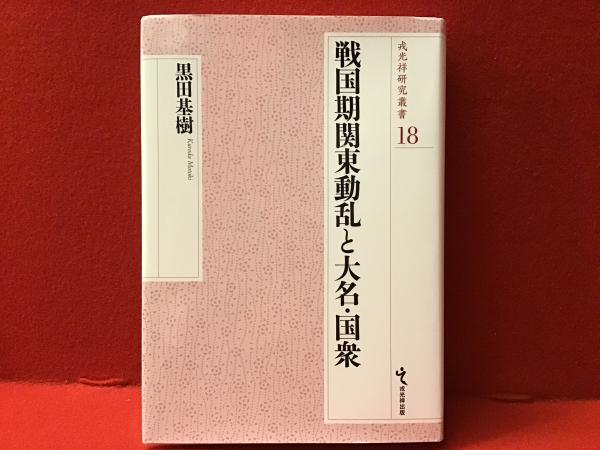 戎光祥研究叢書
18
戦国期関東動乱と大名・国衆
黒田基樹
Kuroda Motoki
戎光祥出版